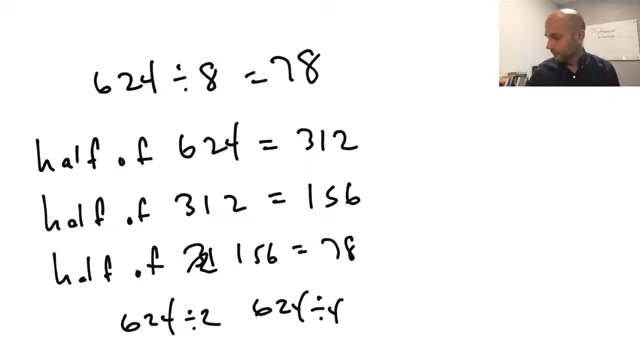 624 ÷ 8 = 78
half of 624 = 312
half of 312 = 156
half of 156 = 78
624 ÷ 2 624 ÷ 4